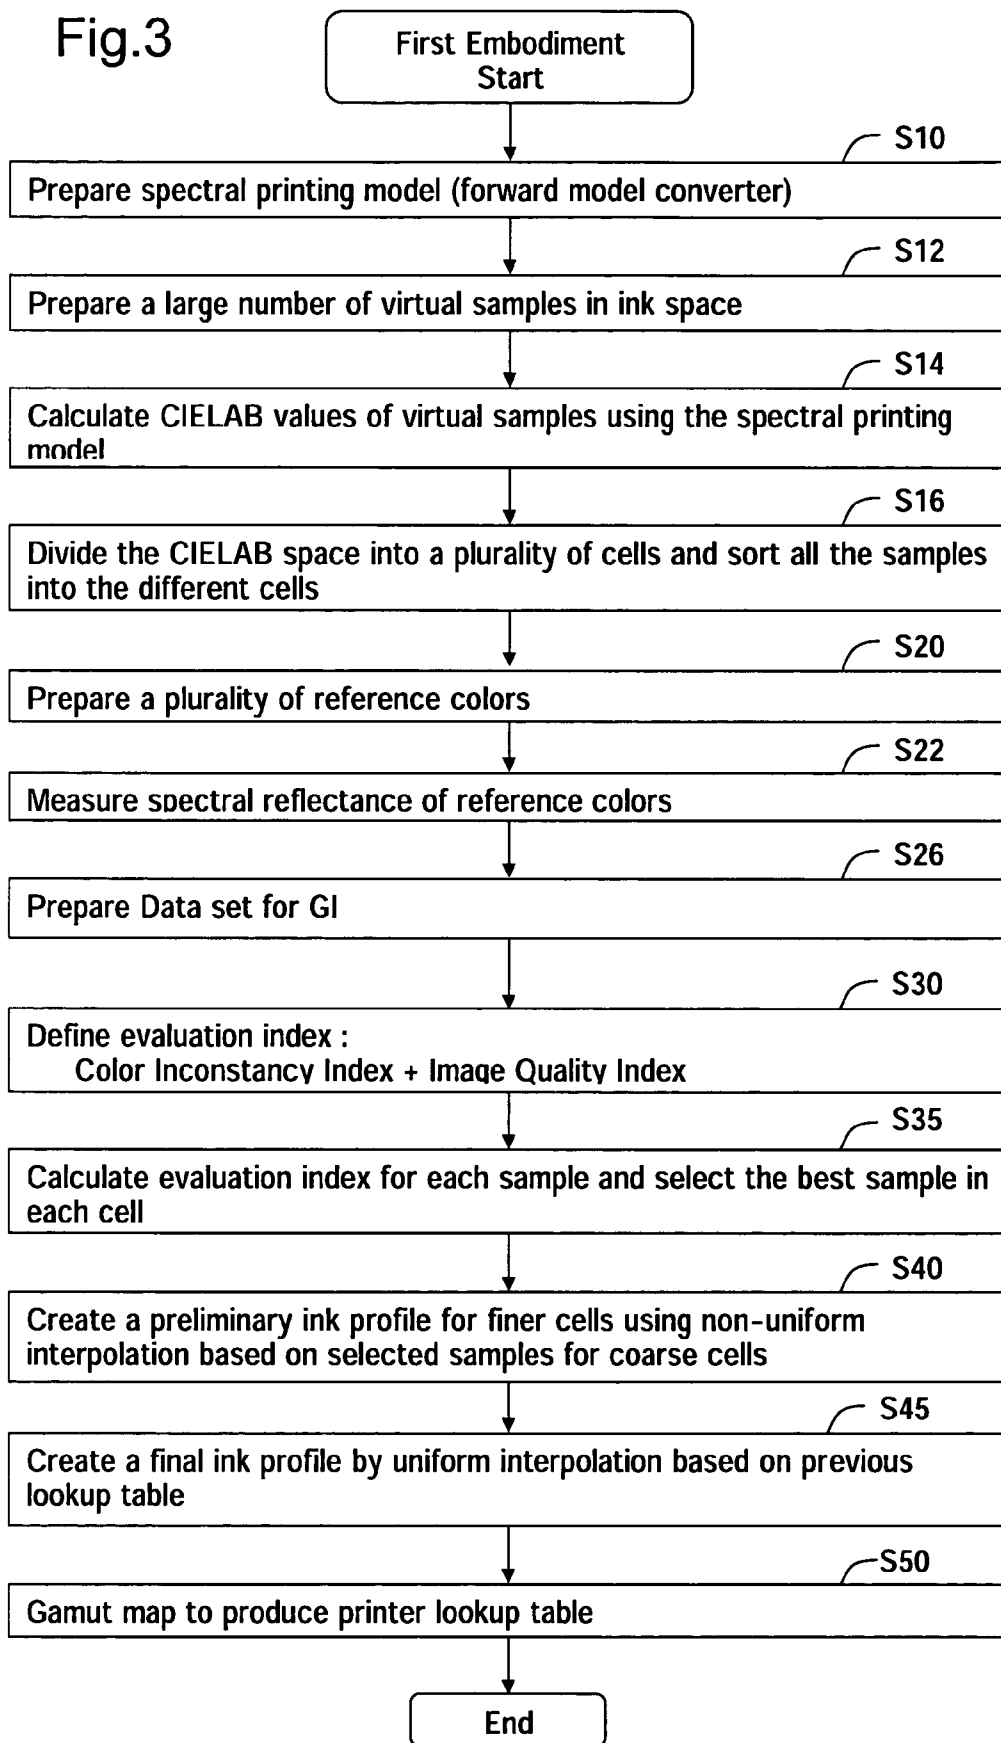 Fig.3
First Embodiment
Start
S10
Prepare spectral printing model (forward model converter)
S12
Prepare a large number of virtual samples in ink space
S14
Calculate CIELAB values of virtual samples using the spectral printing
model
S16
Divide the CIELAB space into a plurality of cells and sort all the samples
into the different cells
S20
Prepare a plurality of reference colors
S22
Measure spectral reflectance of reference colors
S26
Prepare Data set for GI
S30
Define evaluation index :
Color Inconstancy Index + Image Quality Index
S35
Calculate evaluation index for each sample and select the best sample in
each cell
S40
Create a preliminary ink profile for finer cells using non-uniform
interpolation based on selected samples for coarse cells
S45
Create a final ink profile by uniform interpolation based on previous
lookup table
S50
Gamut map to produce printer lookup table
End